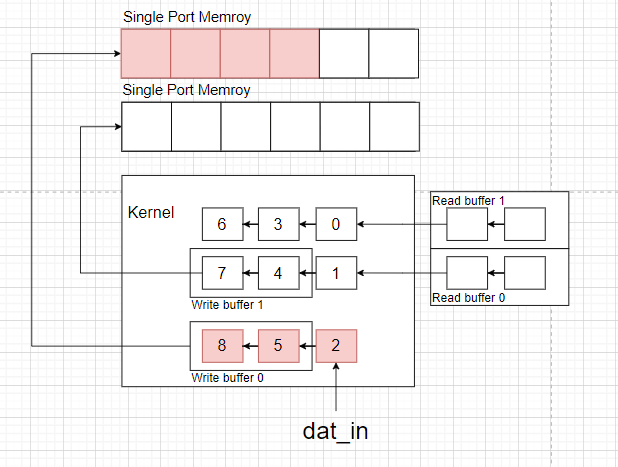 Single Port Memroy
Single Port Memroy
Kernel
Read buffer 1
6 3 0
7 4 1
Write buffer 1
Read buffer 0
8 5 2
Write buffer 0
dat_in